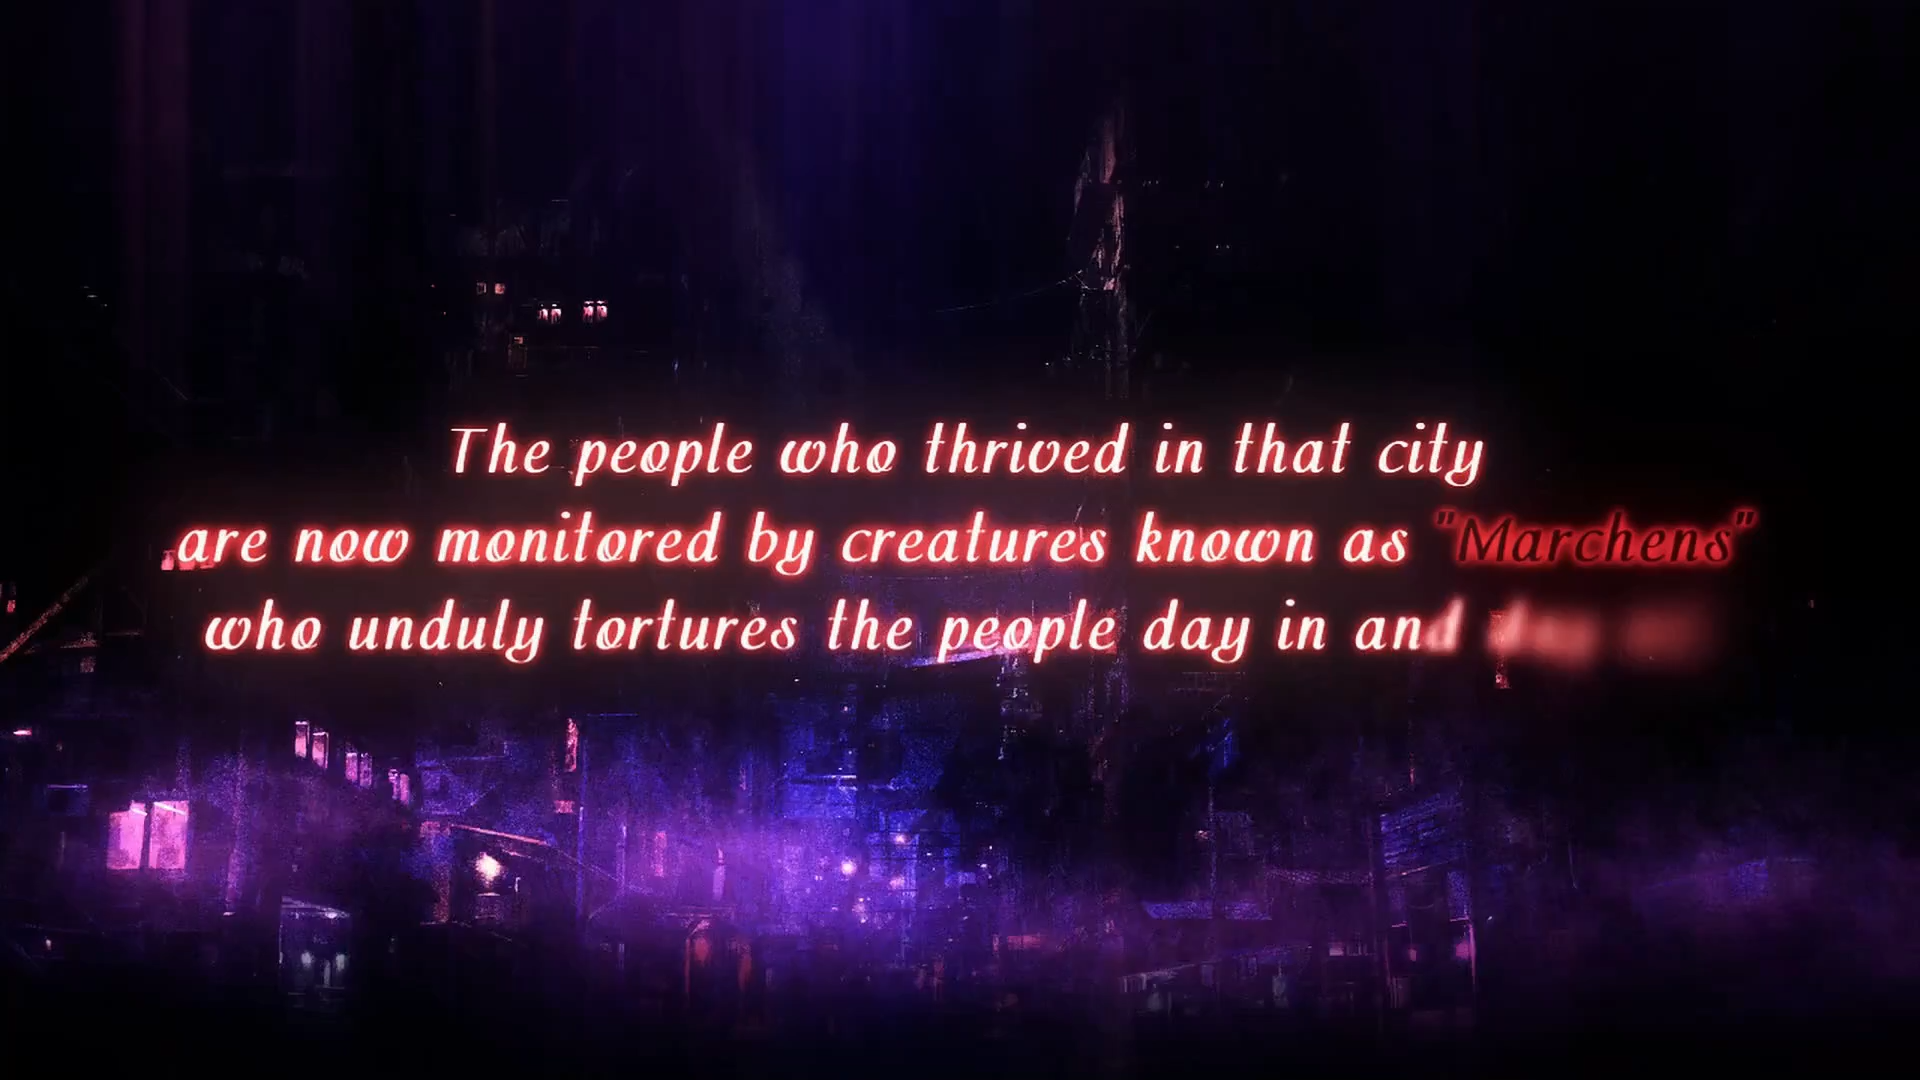 The people who thrived in that city
are now monitored by creatures known as "Marchens"
who unduly tortures the people day in and day